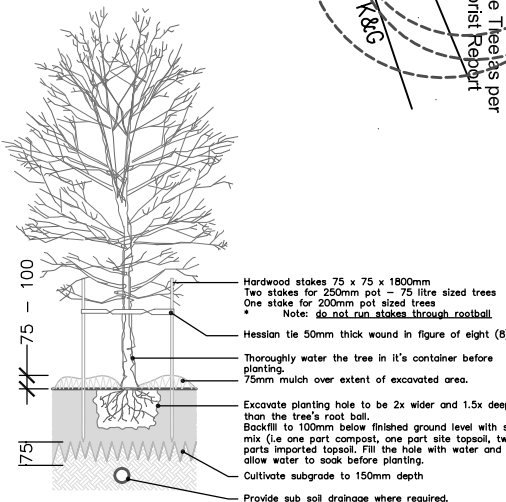 e Tree as per
orist Report
K&G
75 – 100
75
Hardwood stakes 75 x 75 x 1800mm
Two stakes for 250mm pot – 75 litre sized trees
One stake for 200mm pot sized trees
* Note: do not run stakes through rootball
Hessian tie 50mm thick wound in figure of eight (8)
Thoroughly water the tree in it's container before
planting.
75mm mulch over extent of excavated area.
Excavate planting hole to be 2x wider and 1.5x deep
than the tree's root ball.
Backfill to 100mm below finished ground level with s
mix (i.e one part compost, one part site topsoil, tw
parts imported topsoil. Fill the hole with water and
allow water to soak before planting.
Cultivate subgrade to 150mm depth
Provide sub soil drainage where required.